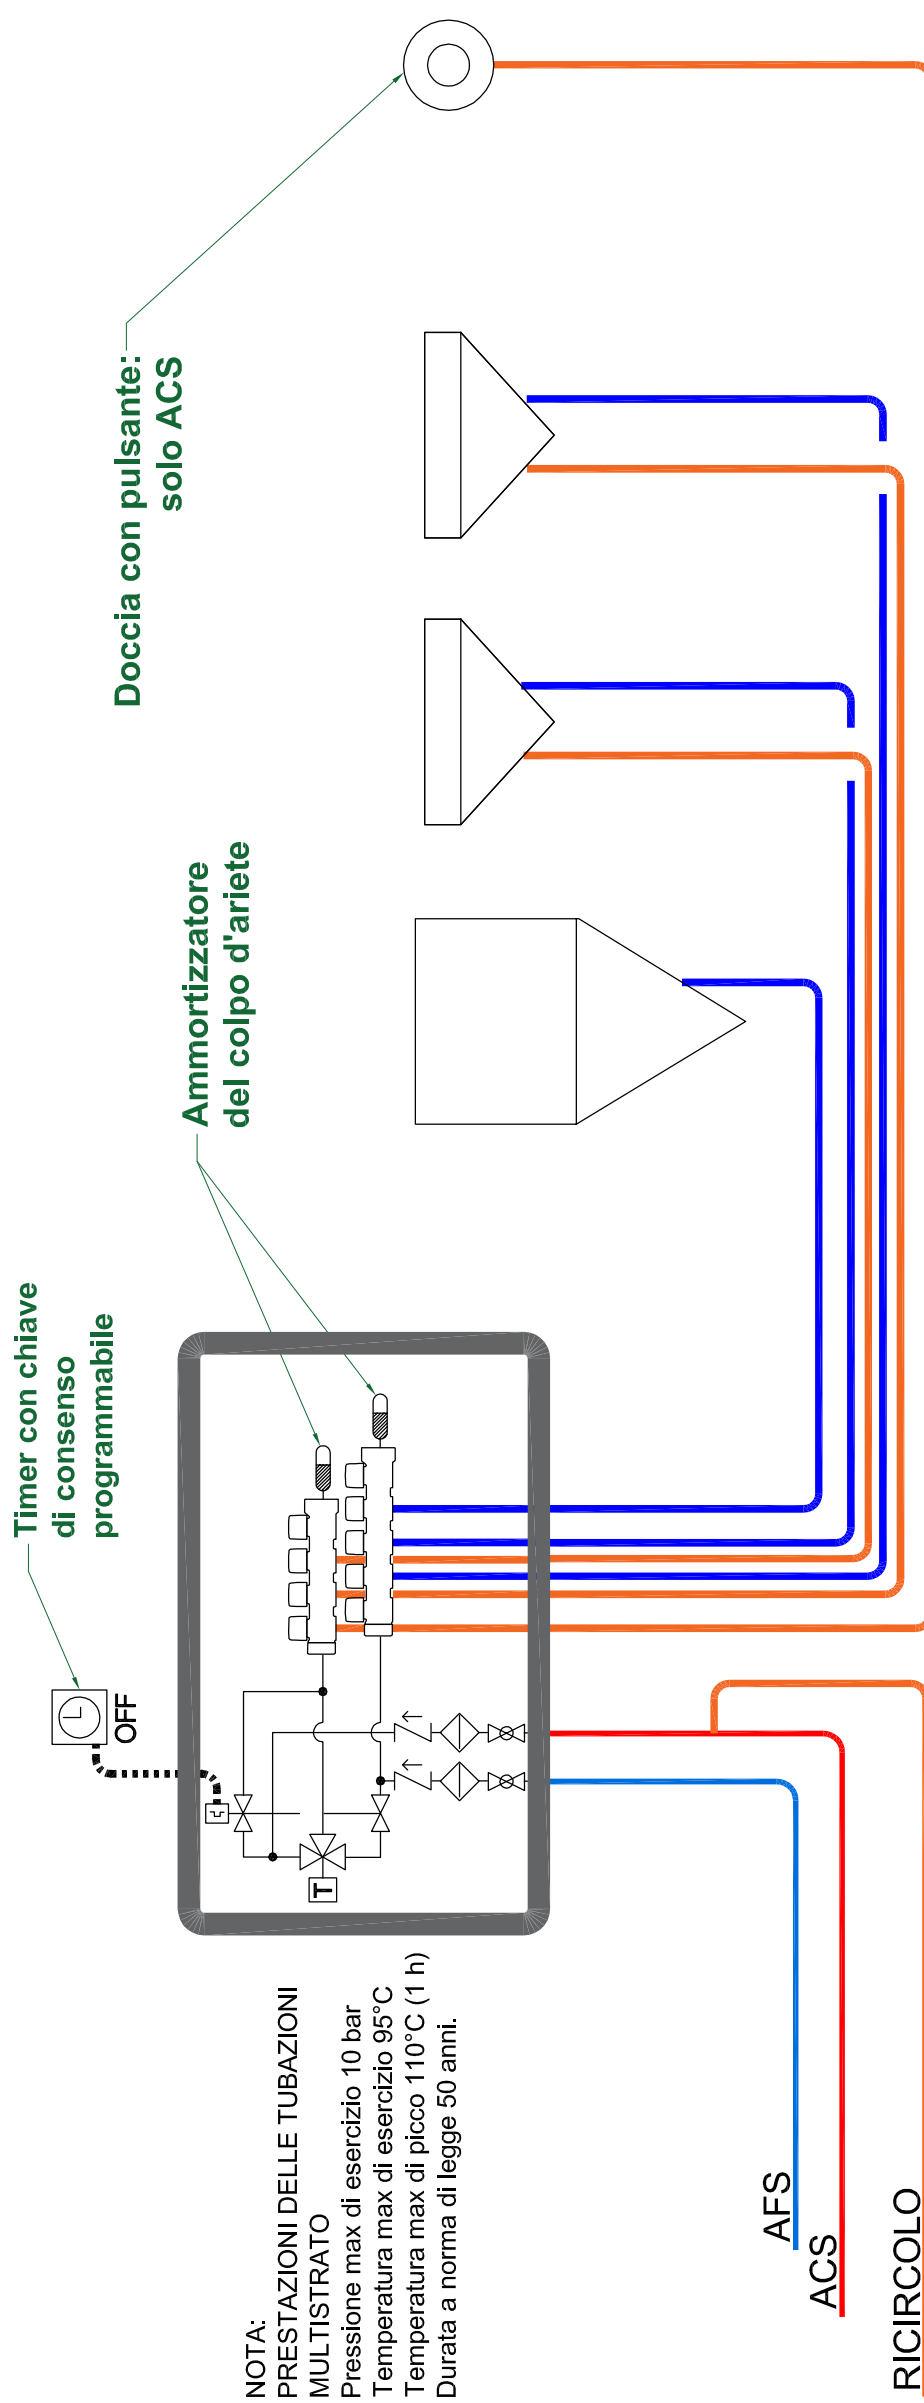 Doccia con pulsante:
solo ACS
Ammortizzatore
del colpo d'ariete
Timer con chiave
di consenso
programmabile
OFF
T
NOTA:
PRESTAZIONI DELLE TUBAZIONI
MULTISTRATO
Pressione max di esercizio 10 bar
Temperatura max di esercizio 95°C
Temperatura max di picco 110°C (1 h)
Durata a norma di legge 50 anni.
AFS
ACS
RICIRCOLO